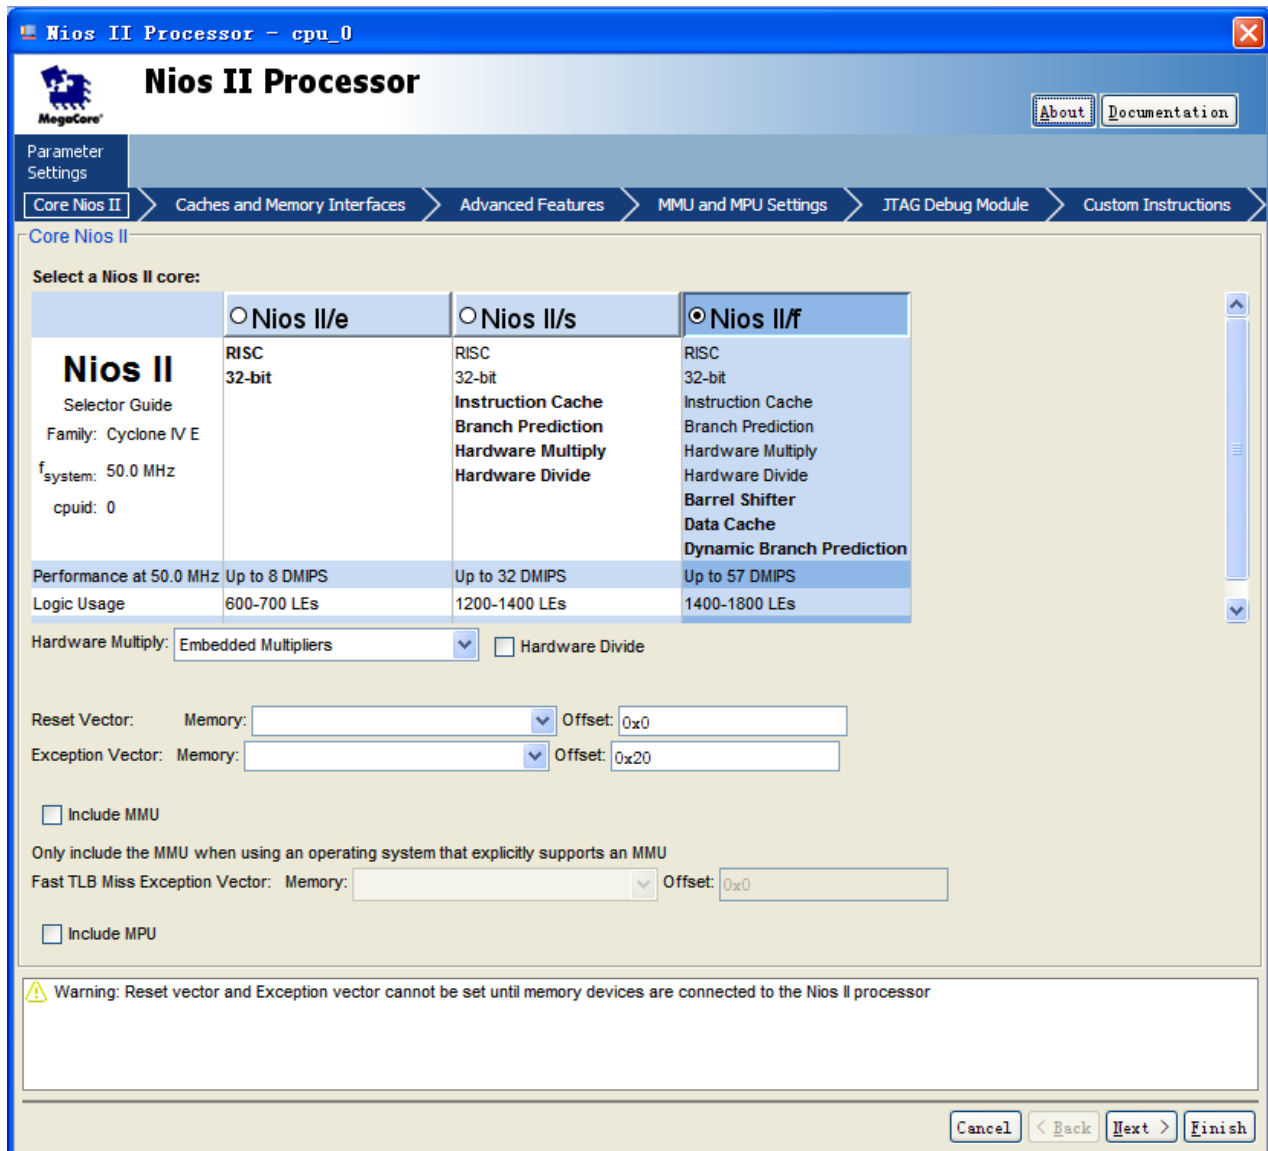 Nios II Processor - cpu_0
MegaCore®
Nios II Processor
About
Documentation
Parameter
Settings
Core Nios II
Caches and Memory Interfaces
Advanced Features
MMU and MPU Settings
JTAG Debug Module
Custom Instructions
Core Nios II
Select a Nios II core:
Nios II/e
Nios II/s
Nios II/f
Nios II
Selector Guide
Family: Cyclone IV E
fsystem: 50.0 MHz
cpuid: 0
RISC
32-bit
RISC
32-bit
Instruction Cache
Branch Prediction
Hardware Multiply
Hardware Divide
RISC
32-bit
Instruction Cache
Branch Prediction
Hardware Multiply
Hardware Divide
Barrel Shifter
Data Cache
Dynamic Branch Prediction
Performance at 50.0 MHz Up to 8 DMIPS Up to 32 DMIPS Up to 57 DMIPS
Logic Usage 600-700 LEs 1200-1400 LEs 1400-1800 LEs
Hardware Multiply: Embedded Multipliers Hardware Divide
Reset Vector: Memory: Offset: 0x0
Exception Vector: Memory: Offset: 0x20
Include MMU
Only include the MMU when using an operating system that explicitly supports an MMU
Fast TLB Miss Exception Vector: Memory: Offset: 0x0
Include MPU
Warning: Reset vector and Exception vector cannot be set until memory devices are connected to the Nios II processor
Cancel < Back Next > Finish